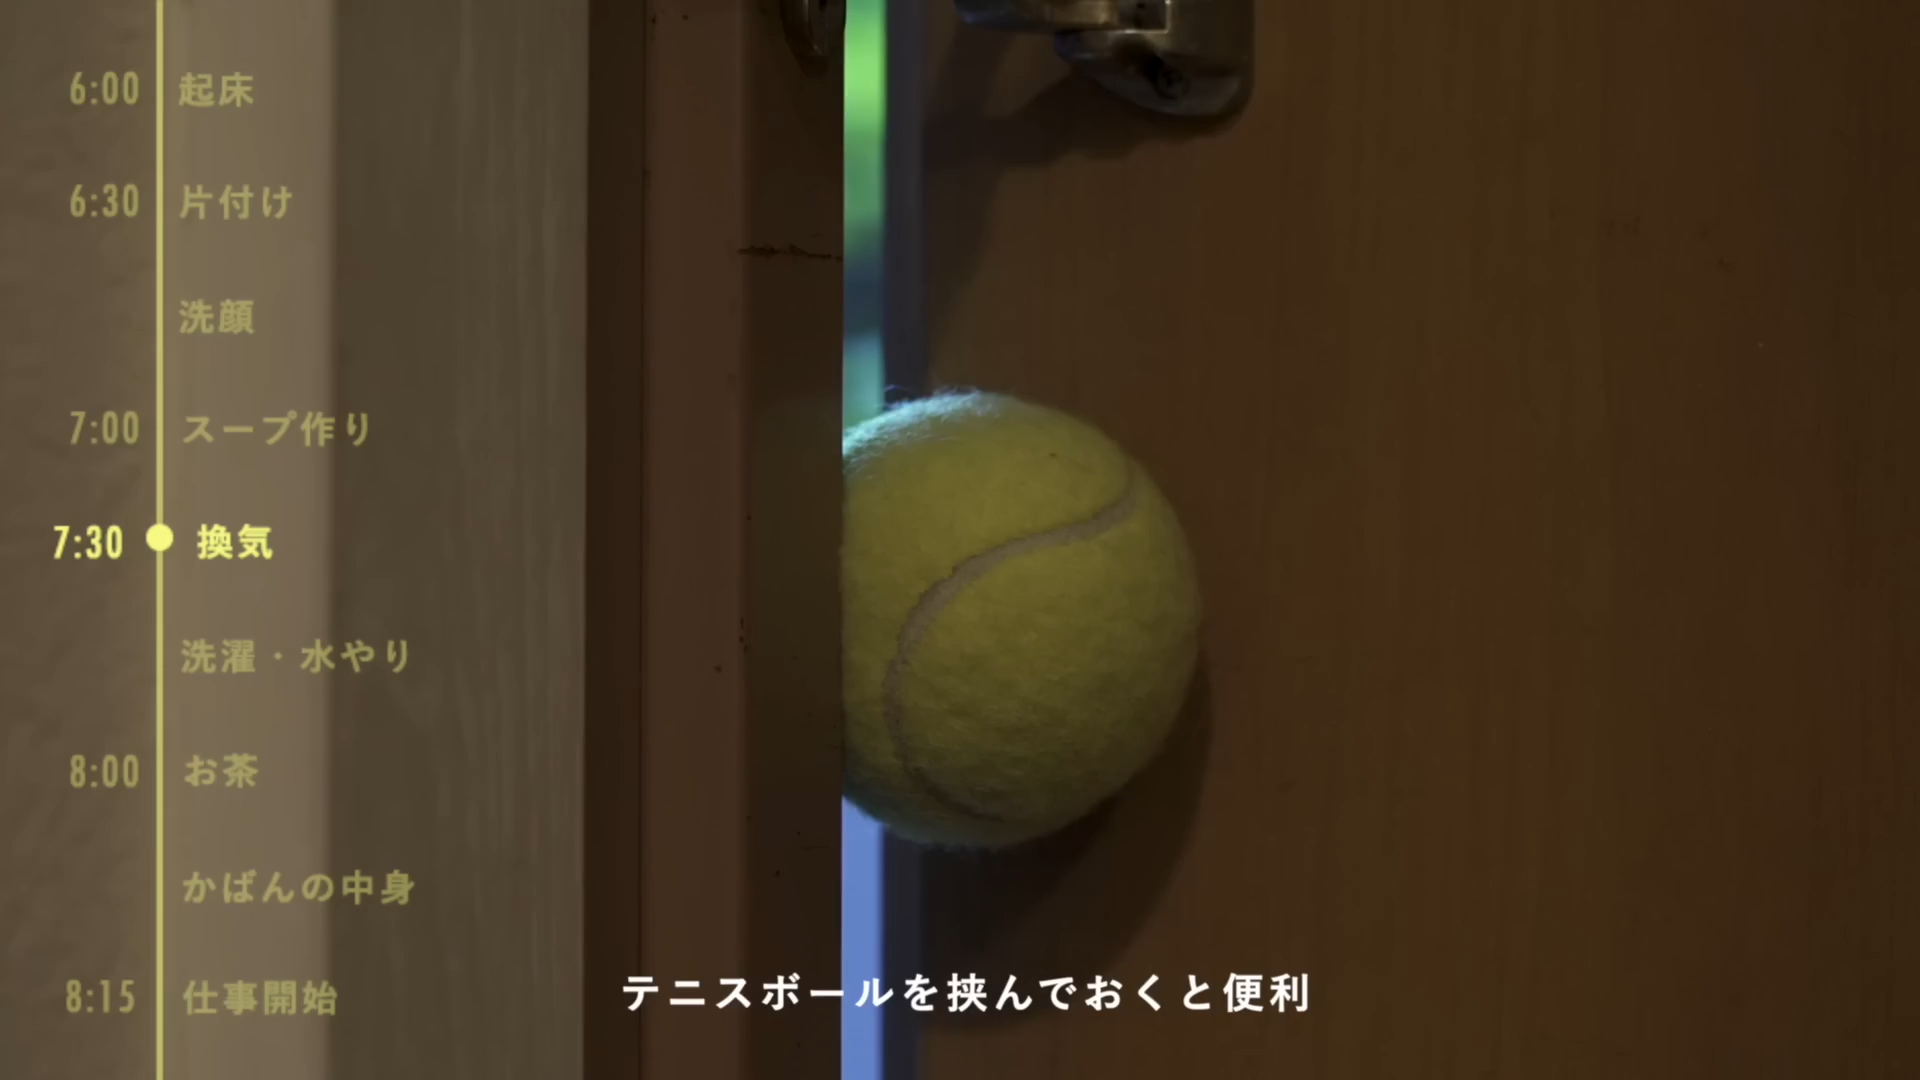 6:00 起床
6:30 片付け
洗顔
7:00 スープ作り
7:30 換気
洗濯・水やり
8:00 お茶
かばんの中身
8:15 仕事開始
テニスボールを挟んでおくと便利